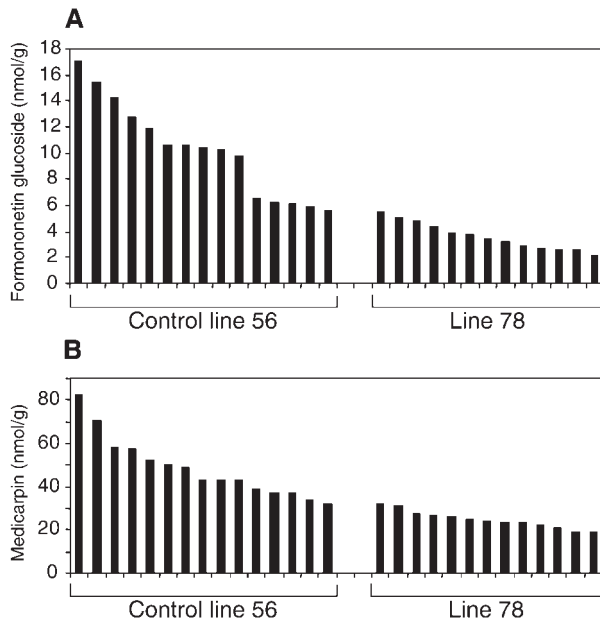 A
Formononetin glucoside (nmol/g)
18
16
14
12
10
8
6
4
2
0
Control line 56
Line 78
B
Medicarpin (nmol/g)
80
60
40
20
0
Control line 56
Line 78